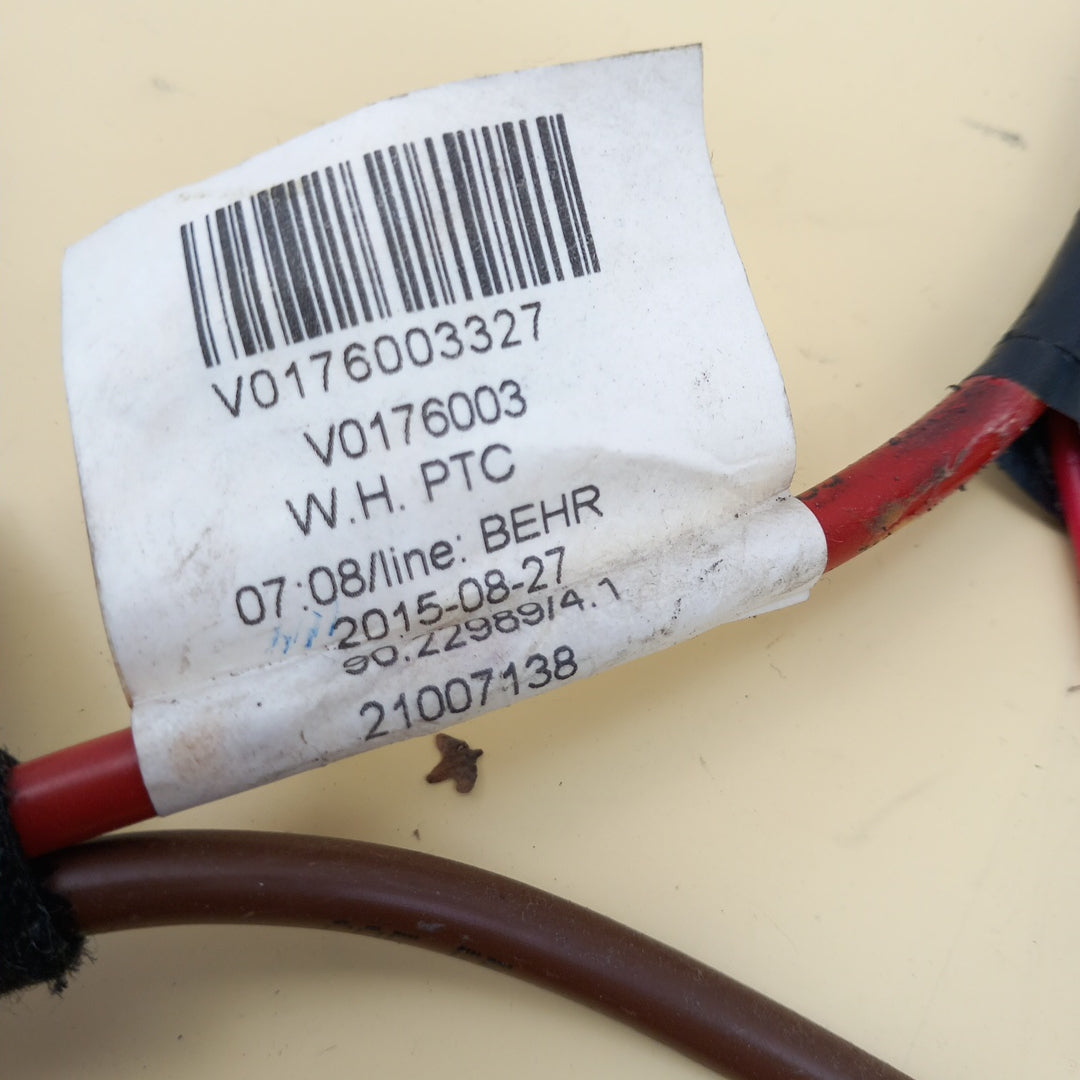 V0176003327
V0176003
W.H. PTC
07:08/line: BEHR
2015-08-27
90.22989/4.1
21007138